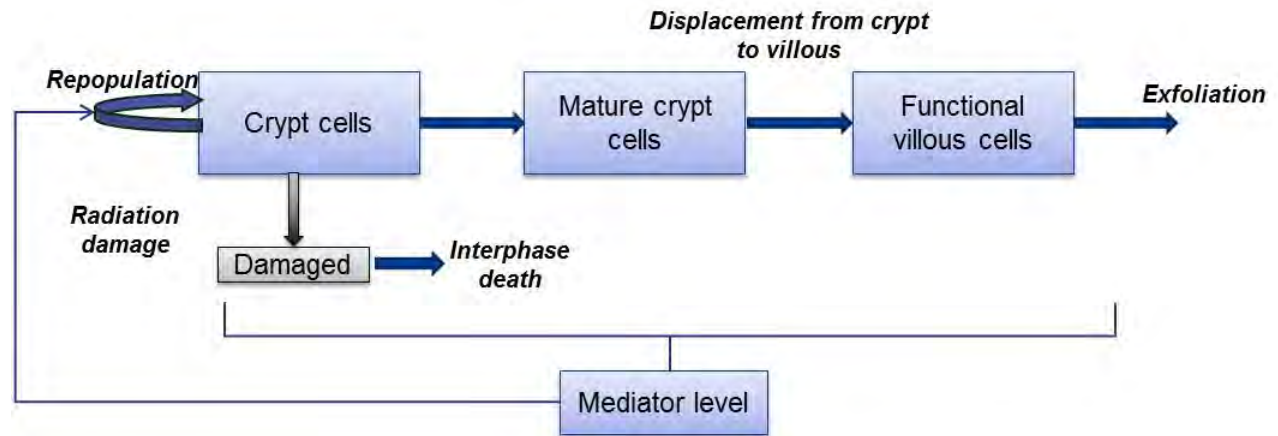 Displacement from crypt
to villous
Repopulation
Crypt cells
Mature crypt
cells
Functional
villous cells
Exfoliation
Radiation
damage
Damaged
Interphase
death
Mediator level